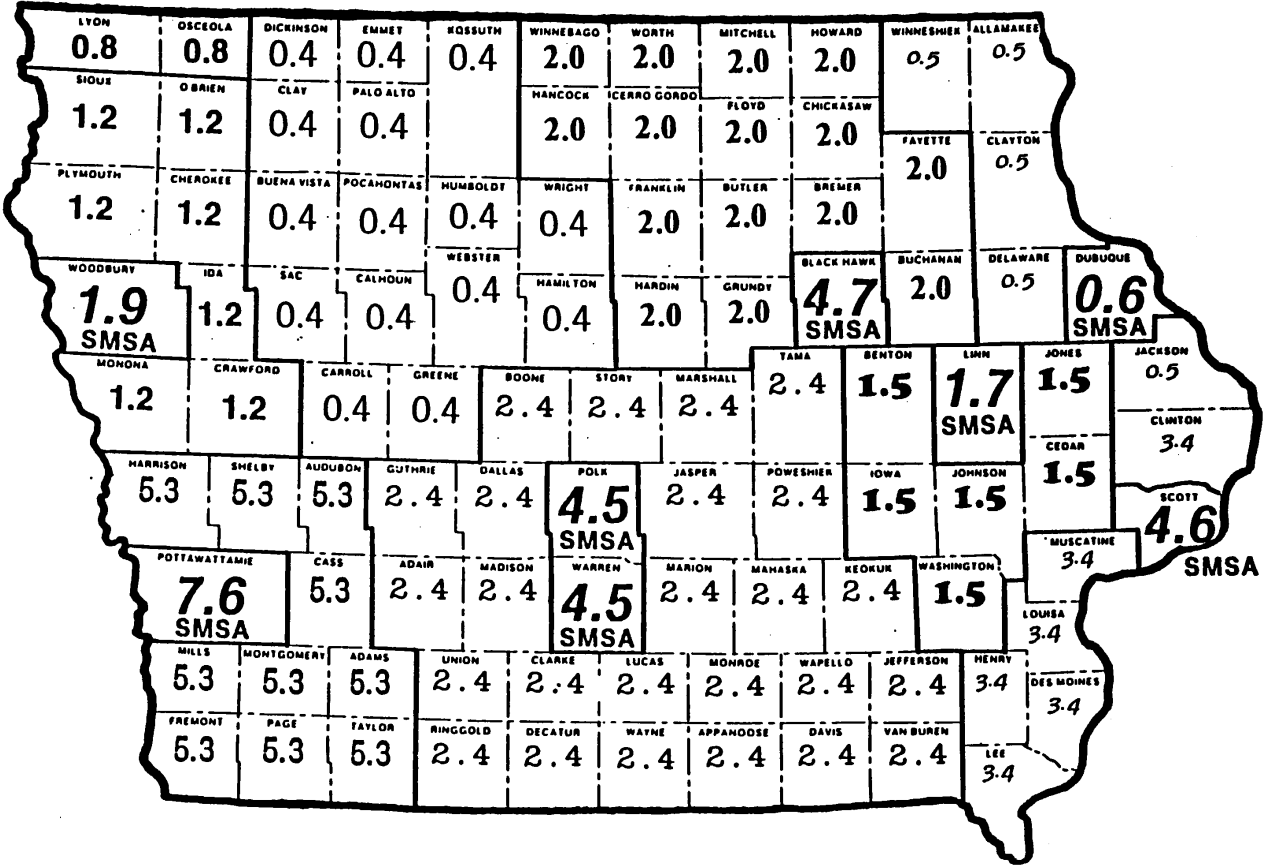 LYON OSCEOLA DICKINSON EMMET KOSSUTH WINNEBAGO WORTH MITCHELL HOWARD WINNESHIEK ALLAMAKEE
0.8 0.8 0.4 0.4 0.4 2.0 2.0 2.0 2.0 0.5 0.5
SIOUX O BRIEN CLAY PALO ALTO HANCOCK CERRO GORDO FLOYD CHICKASAW
1.2 1.2 0.4 0.4 2.0 2.0 2.0 2.0
FAYETTE CLAYTON
2.0 0.5
PLYMOUTH CHEROKEE BUENA VISTA POCAHONTAS HUMBOLDT WRIGHT FRANKLIN BUTLER BREMER
1.2 1.2 0.4 0.4 0.4 0.4 2.0 2.0 2.0
WOODBURY IDA SAC CALHOUN WEBSTER HAMILTON HARDIN GRUNDY BLACK HAWK BUCHANAN DELAWARE DUBUQUE
1.9 1.2 0.4 0.4 0.4 0.4 2.0 2.0 4.7 2.0 0.5 0.6
SMSA SMSA SMSA
MONONA CRAWFORD CARROLL GREENE BOONE STORY MARSHALL TAMA BENTON LINN JONES JACKSON
1.2 1.2 0.4 0.4 2.4 2.4 2.4 2.4 1.5 1.7 1.5 0.5
SMSA
CLINTON
3.4
CEDAR
1.5
HARRISON SHELBY AUDUBON GUTHRIE DALLAS POLK JASPER POWESHIEK IOWA JOHNSON SCOTT
5.3 5.3 5.3 2.4 2.4 4.5 2.4 2.4 1.5 1.5 4.6
SMSA SMSA
MUSCATINE
3.4
POTTAWATTAMIE CASS ADAIR MADISON WARREN MARION MAHASKA KEOKUK WASHINGTON
7.6 5.3 2.4 2.4 4.5 2.4 2.4 2.4 1.5
SMSA SMSA
LOUISA
3.4
MILLS MONTGOMERY ADAMS UNION CLARKE LUCAS MONROE WAPELLO JEFFERSON HENRY DES MOINES
5.3 5.3 5.3 2.4 2.4 2.4 2.4 2.4 2.4 3.4 3.4
FREMONT PAGE TAYLOR RINGGOLD DECATUR WAYNE APPANOOSE DAVIS VAN BUREN LEE
5.3 5.3 5.3 2.4 2.4 2.4 2.4 2.4 2.4 3.4